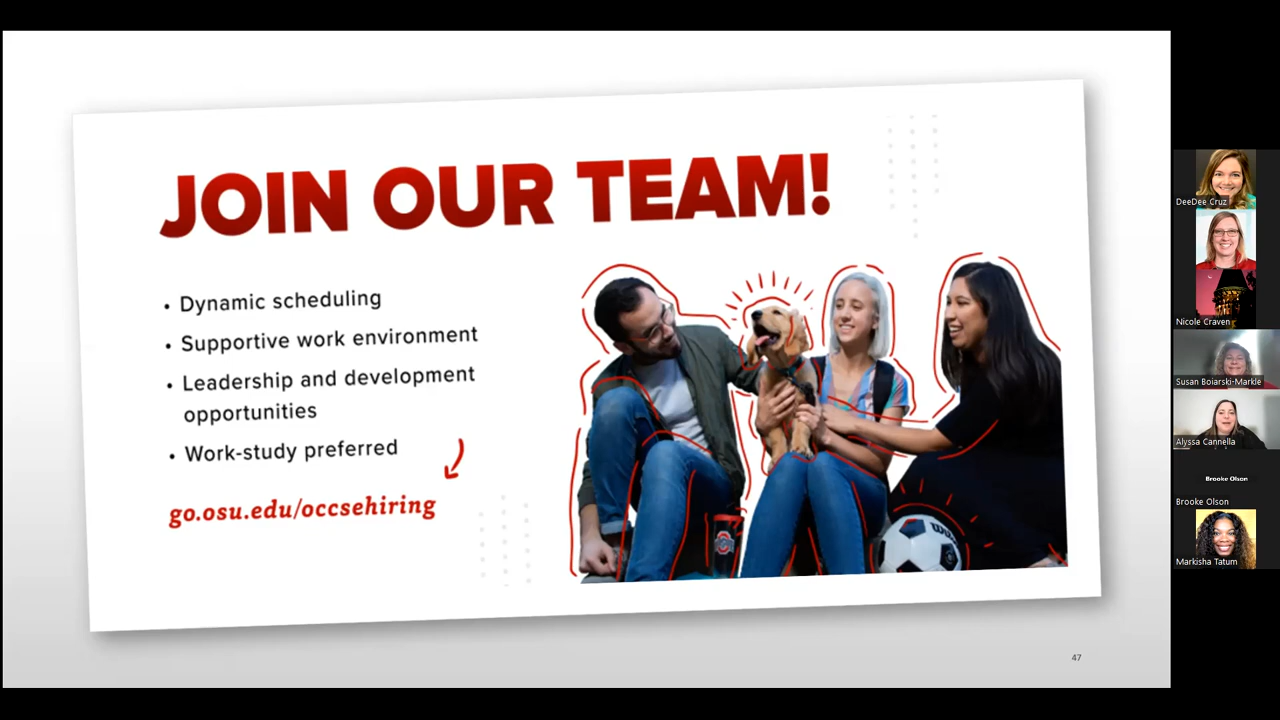 JOIN OUR TEAM!
• Dynamic scheduling
• Supportive work environment
• Leadership and development
opportunities
• Work-study preferred
go.osu.edu/occsehiring
47
DeeDee Cruz
Nicole Craven
Susan Boiarski-Markle
Alyssa Cannella
Brooke Olson
Brooke Olson
Markisha Tatum